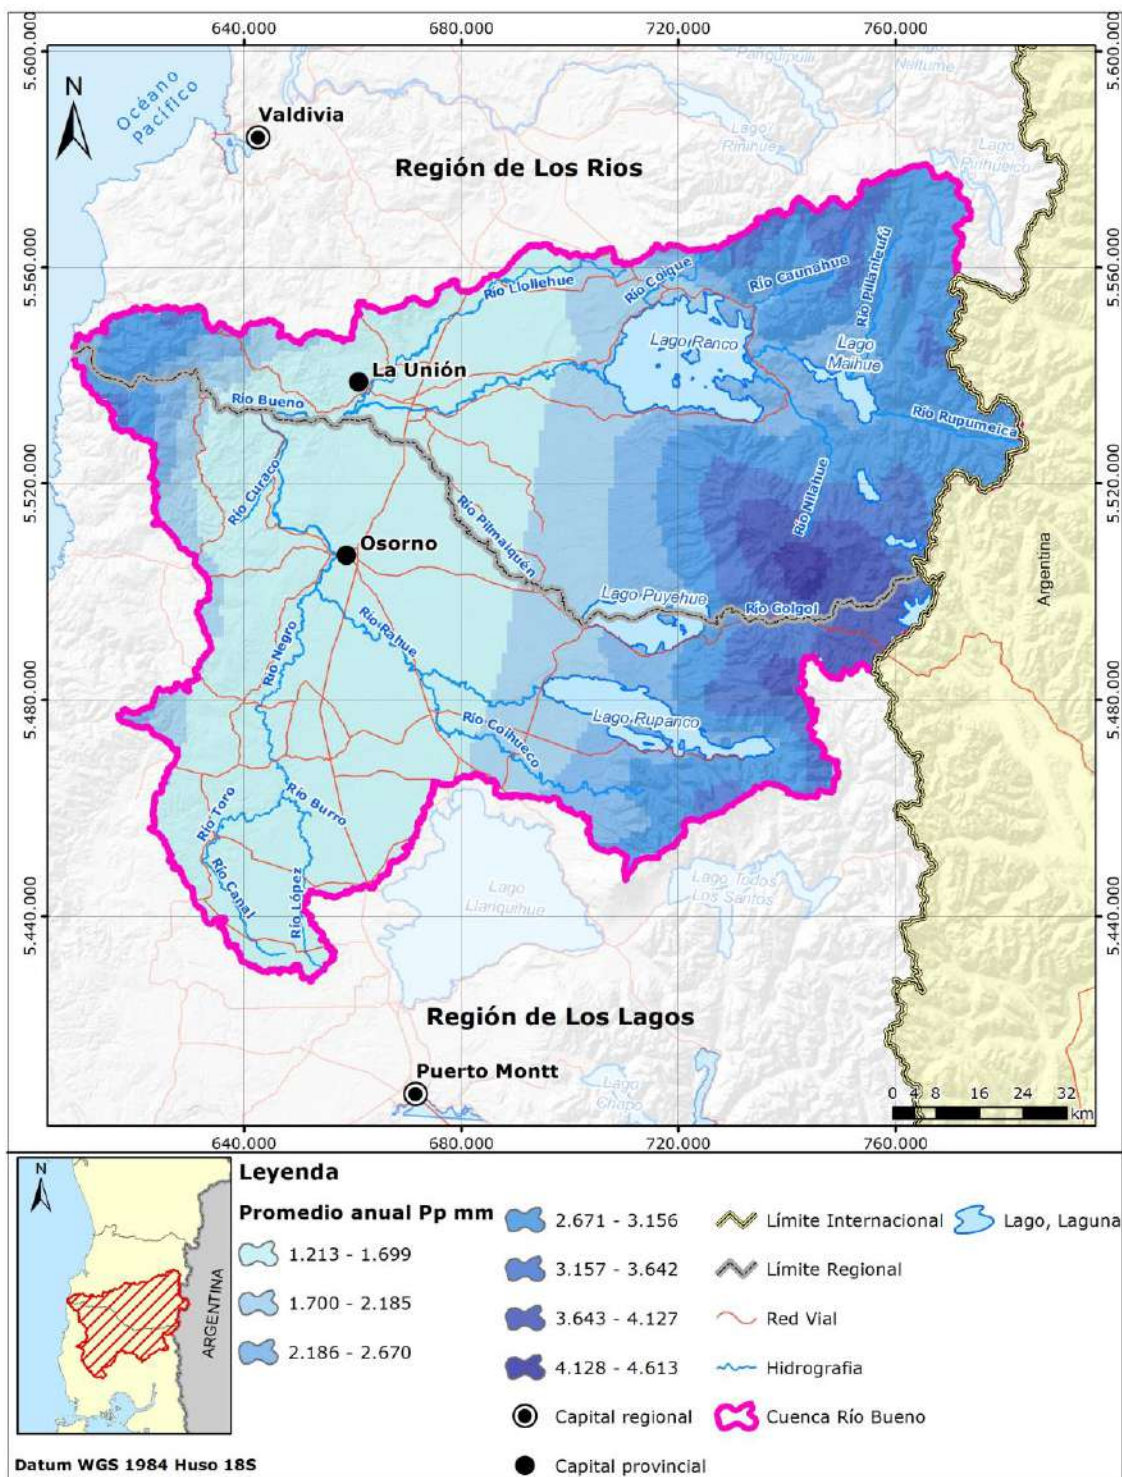 640.000
680.000
720.000
760.000
5.600.000
5.600.000
N
Océano
Pacífico
Valdivia
Lago
Panguipulli
Lago
Neltume
Lago
Riñihue
Lago
Pirihueico
Región de Los Rios
5.560.000
5.560.000
Río Llollehue
Río Coique
Río Caunahue
Río Pillanleufú
Lago Ranco
Lago
Maihue
La Unión
Río Bueno
Río Rupumeica
5.520.000
5.520.000
Río Curaco
Río Pilmaiquén
Río Nilahue
Osorno
Argentina
Lago Puyehue
Río Golgol
Río Rahue
Río Negro
5.480.000
5.480.000
Lago Rupanco
Río Coihueco
Río Toro
Río Burro
Río Canal
Río López
Lago
Llanquihue
Lago Todos
Los Santos
5.440.000
5.440.000
Región de Los Lagos
Puerto Montt
Lago
Chapo
0 4 8 16 24 32
km
640.000
680.000
720.000
760.000
N
ARGENTINA
Datum WGS 1984 Huso 18S
Leyenda
Promedio anual Pp mm
1.213 - 1.699
1.700 - 2.185
2.186 - 2.670
2.671 - 3.156
3.157 - 3.642
3.643 - 4.127
4.128 - 4.613
Capital regional
Capital provincial
Límite Internacional
Límite Regional
Red Vial
Hidrografia
Cuenca Río Bueno
Lago, Laguna